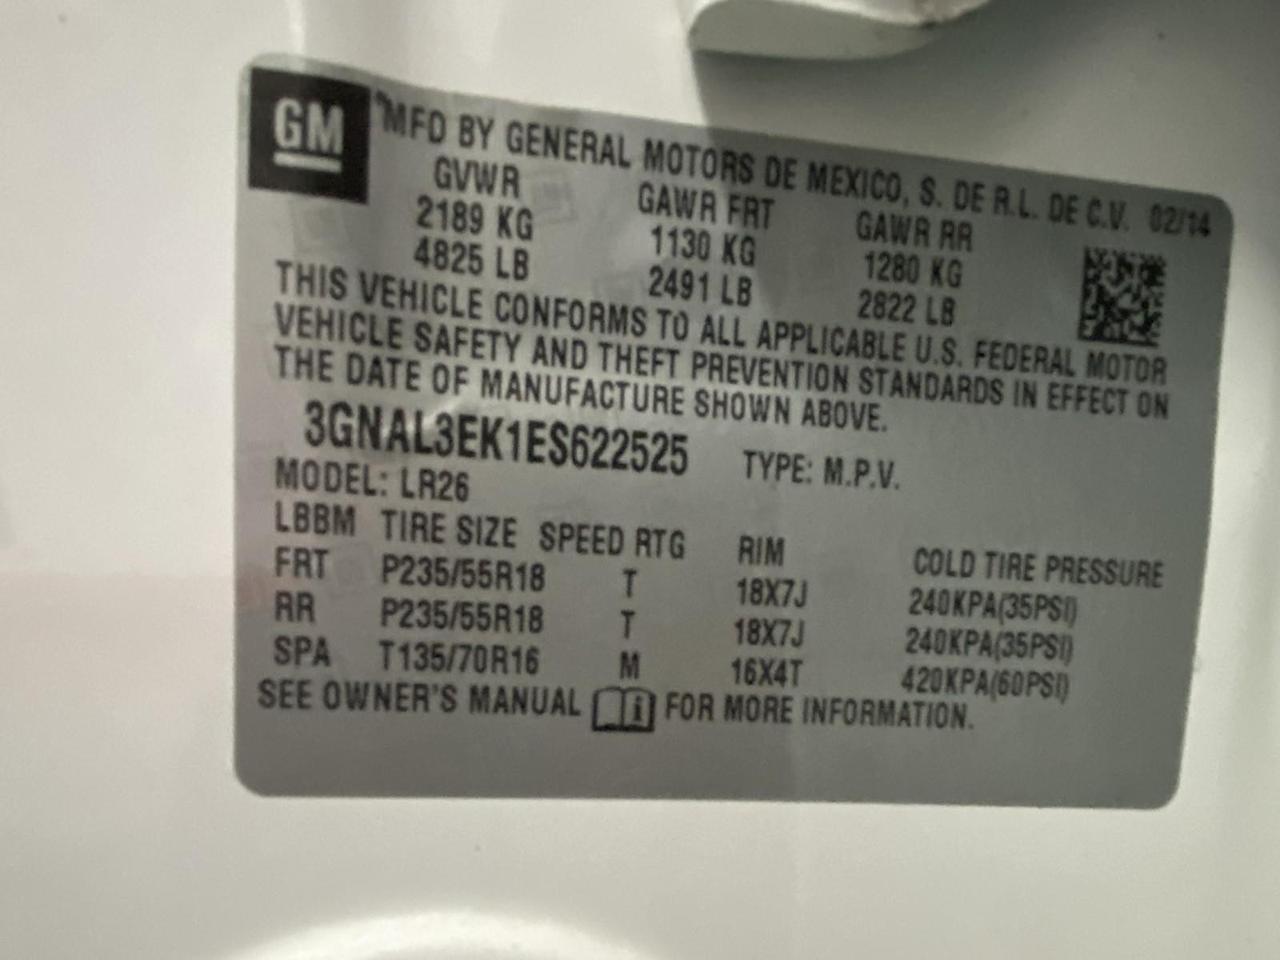 GM
MFD BY GENERAL MOTORS DE MEXICO, S. DE R.L. DE C.V. 02/14
GVWR GAWR FRT GAWR RR
2189 KG 1130 KG 1280 KG
4825 LB 2491 LB 2822 LB
THIS VEHICLE CONFORMS TO ALL APPLICABLE U.S. FEDERAL MOTOR
VEHICLE SAFETY AND THEFT PREVENTION STANDARDS IN EFFECT ON
THE DATE OF MANUFACTURE SHOWN ABOVE.
3GNAL3EK1ES622525 TYPE: M.P.V.
MODEL: LR26
LBBM TIRE SIZE SPEED RTG RIM COLD TIRE PRESSURE
FRT P235/55R18 T 18X7J 240KPA(35PSI)
RR P235/55R18 T 18X7J 240KPA(35PSI)
SPA T135/70R16 M 16X4T 420KPA(60PSI)
SEE OWNER'S MANUAL i FOR MORE INFORMATION.